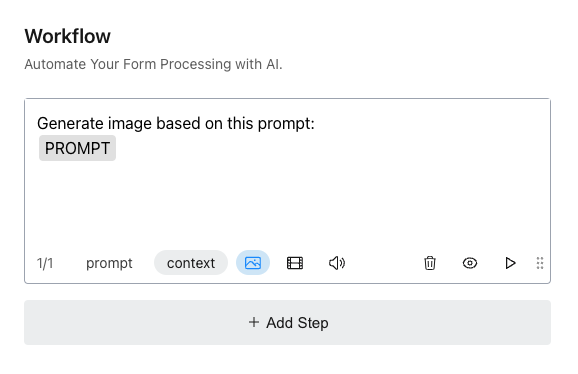 Workflow
Automate Your Form Processing with AI.
Generate image based on this prompt:
PROMPT
1/1 prompt context
+ Add Step